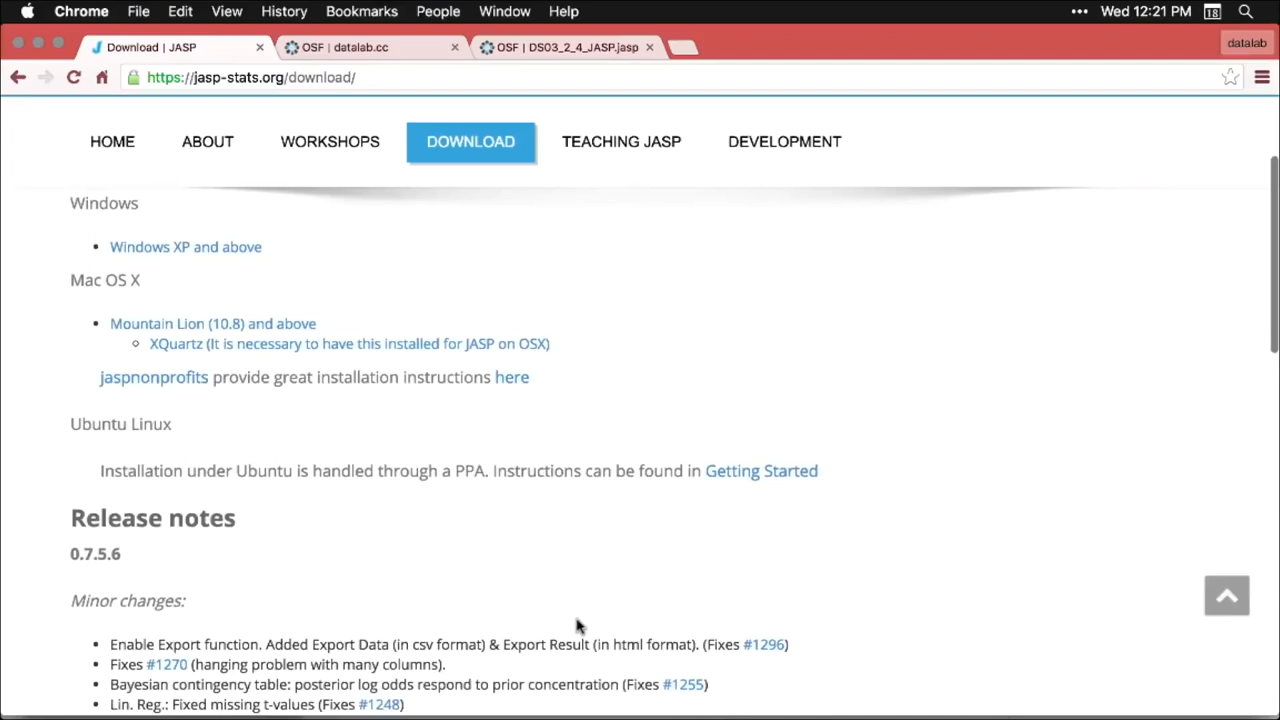 Chrome File Edit View History Bookmarks People Window Help ••• Wed 12:21 PM 18
Download | JASP OSF | datalab.cc OSF | DS03_2_4_JASP.jasp datalab
https://jasp-stats.org/download/
HOME ABOUT WORKSHOPS DOWNLOAD TEACHING JASP DEVELOPMENT
Windows
• Windows XP and above
Mac OS X
• Mountain Lion (10.8) and above
○ XQuartz (It is necessary to have this installed for JASP on OSX)
jaspnonprofits provide great installation instructions here
Ubuntu Linux
Installation under Ubuntu is handled through a PPA. Instructions can be found in Getting Started
Release notes
0.7.5.6
Minor changes:
• Enable Export function. Added Export Data (in csv format) & Export Result (in html format). (Fixes #1296)
• Fixes #1270 (hanging problem with many columns).
• Bayesian contingency table: posterior log odds respond to prior concentration (Fixes #1255)
• Lin. Reg.: Fixed missing t-values (Fixes #1248)